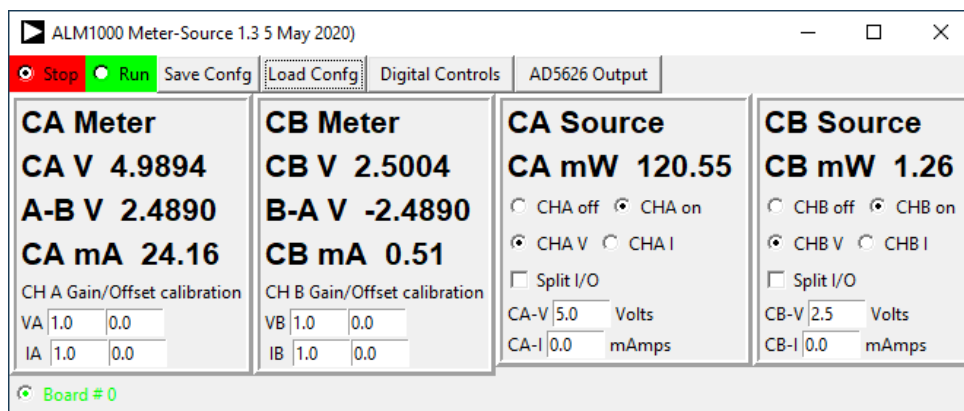 ALM1000 Meter-Source 1.3 5 May 2020)
Stop Run Save Confg Load Confg Digital Controls AD5626 Output
CA Meter
CA V 4.9894
A-B V 2.4890
CA mA 24.16
CH A Gain/Offset calibration
VA 1.0 0.0
IA 1.0 0.0
CB Meter
CB V 2.5004
B-A V -2.4890
CB mA 0.51
CH B Gain/Offset calibration
VB 1.0 0.0
IB 1.0 0.0
CA Source
CA mW 120.55
CHA off CHA on
CHA V CHA I
Split I/O
CA-V 5.0 Volts
CA-I 0.0 mAmps
CB Source
CB mW 1.26
CHB off CHB on
CHB V CHB I
Split I/O
CB-V 2.5 Volts
CB-I 0.0 mAmps
Board # 0